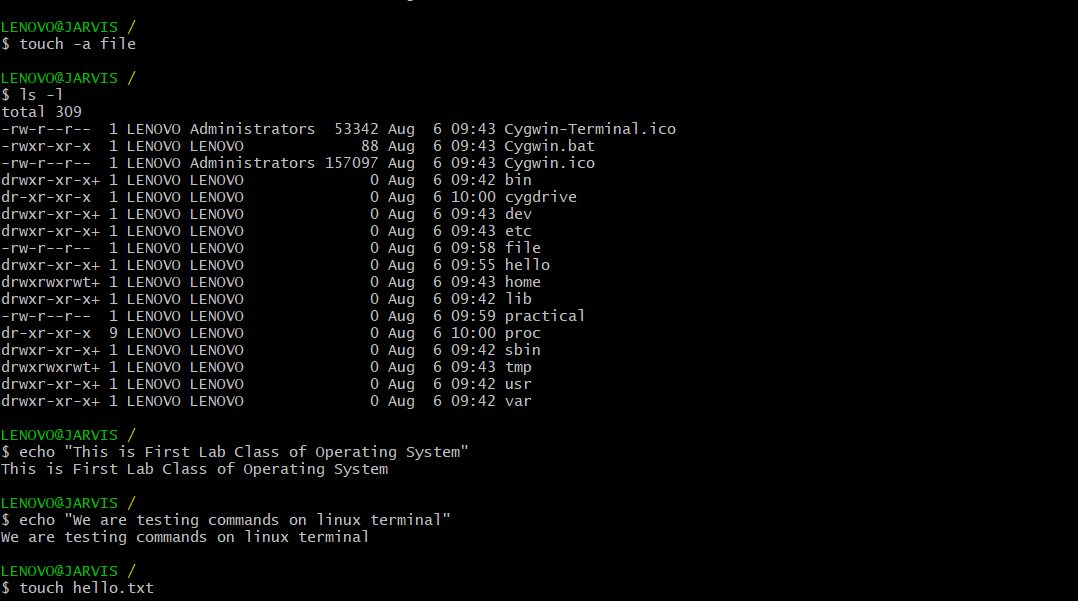 LENOVO@JARVIS /
$ touch -a file
LENOVO@JARVIS /
$ ls -l
total 309
-rw-r--r--  1 LENOVO Administrators  53342 Aug  6 09:43 Cygwin-Terminal.ico
-rwxr-xr-x  1 LENOVO LENOVO             88 Aug  6 09:43 Cygwin.bat
-rw-r--r--  1 LENOVO Administrators 157097 Aug  6 09:43 Cygwin.ico
drwxr-xr-x+ 1 LENOVO LENOVO              0 Aug  6 09:42 bin
dr-xr-xr-x  1 LENOVO LENOVO              0 Aug  6 10:00 cygdrive
drwxr-xr-x+ 1 LENOVO LENOVO              0 Aug  6 09:43 dev
drwxr-xr-x+ 1 LENOVO LENOVO              0 Aug  6 09:43 etc
-rw-r--r--  1 LENOVO LENOVO              0 Aug  6 09:58 file
drwxr-xr-x+ 1 LENOVO LENOVO              0 Aug  6 09:55 hello
drwxrwxrwt+ 1 LENOVO LENOVO              0 Aug  6 09:43 home
drwxr-xr-x+ 1 LENOVO LENOVO              0 Aug  6 09:42 lib
-rw-r--r--  1 LENOVO LENOVO              0 Aug  6 09:59 practical
dr-xr-xr-x  9 LENOVO LENOVO              0 Aug  6 10:00 proc
drwxr-xr-x+ 1 LENOVO LENOVO              0 Aug  6 09:42 sbin
drwxrwxrwt+ 1 LENOVO LENOVO              0 Aug  6 09:43 tmp
drwxr-xr-x+ 1 LENOVO LENOVO              0 Aug  6 09:42 usr
drwxr-xr-x+ 1 LENOVO LENOVO              0 Aug  6 09:42 var
LENOVO@JARVIS /
$ echo "This is First Lab Class of Operating System"
This is First Lab Class of Operating System
LENOVO@JARVIS /
$ echo "We are testing commands on linux terminal"
We are testing commands on linux terminal
LENOVO@JARVIS /
$ touch hello.txt